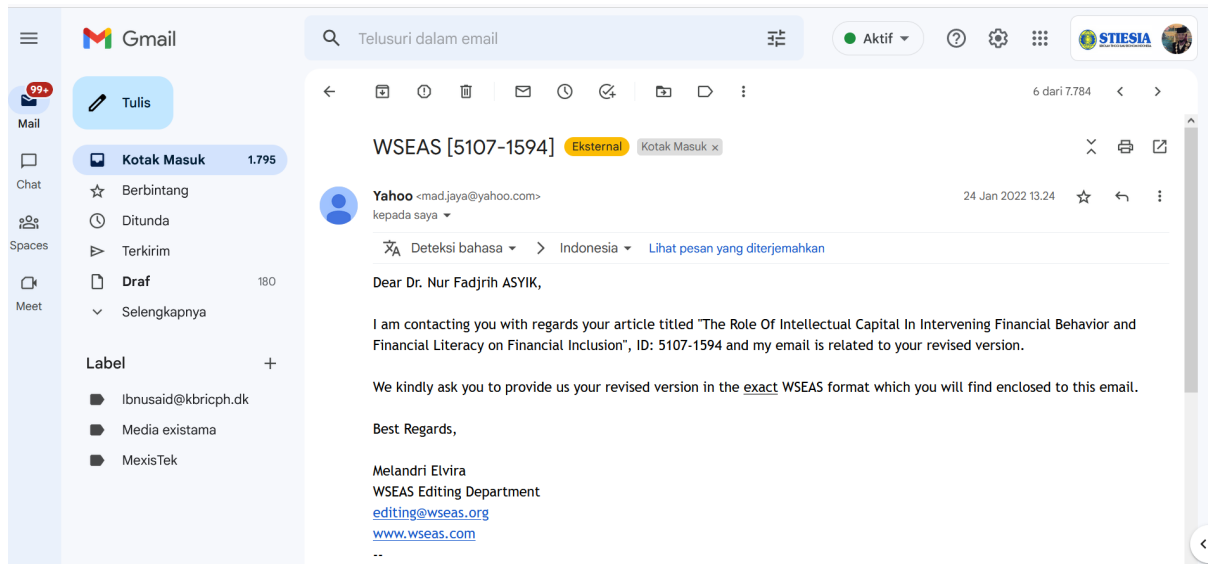 Gmail
Telusuri dalam email
Aktif
STIESIA
99+
Mail
Chat
Spaces
Meet
Tulis
Kotak Masuk 1.795
Berbintang
Ditunda
Terkirim
Draf 180
Selengkapnya
Label
Ibnusaid@kbricph.dk
Media existama
MexisTek
6 dari 7.784
WSEAS [5107-1594] Eksternal Kotak Masuk x
Yahoo <mad.jaya@yahoo.com> 24 Jan 2022 13.24
kepada saya
Deteksi bahasa > Indonesia Lihat pesan yang diterjemahkan
Dear Dr. Nur Fadjrih ASYIK,
I am contacting you with regards your article titled "The Role Of Intellectual Capital In Intervening Financial Behavior and
Financial Literacy on Financial Inclusion", ID: 5107-1594 and my email is related to your revised version.
We kindly ask you to provide us your revised version in the exact WSEAS format which you will find enclosed to this email.
Best Regards,
Melandri Elvira
WSEAS Editing Department
editing@wseas.org
www.wseas.com
--